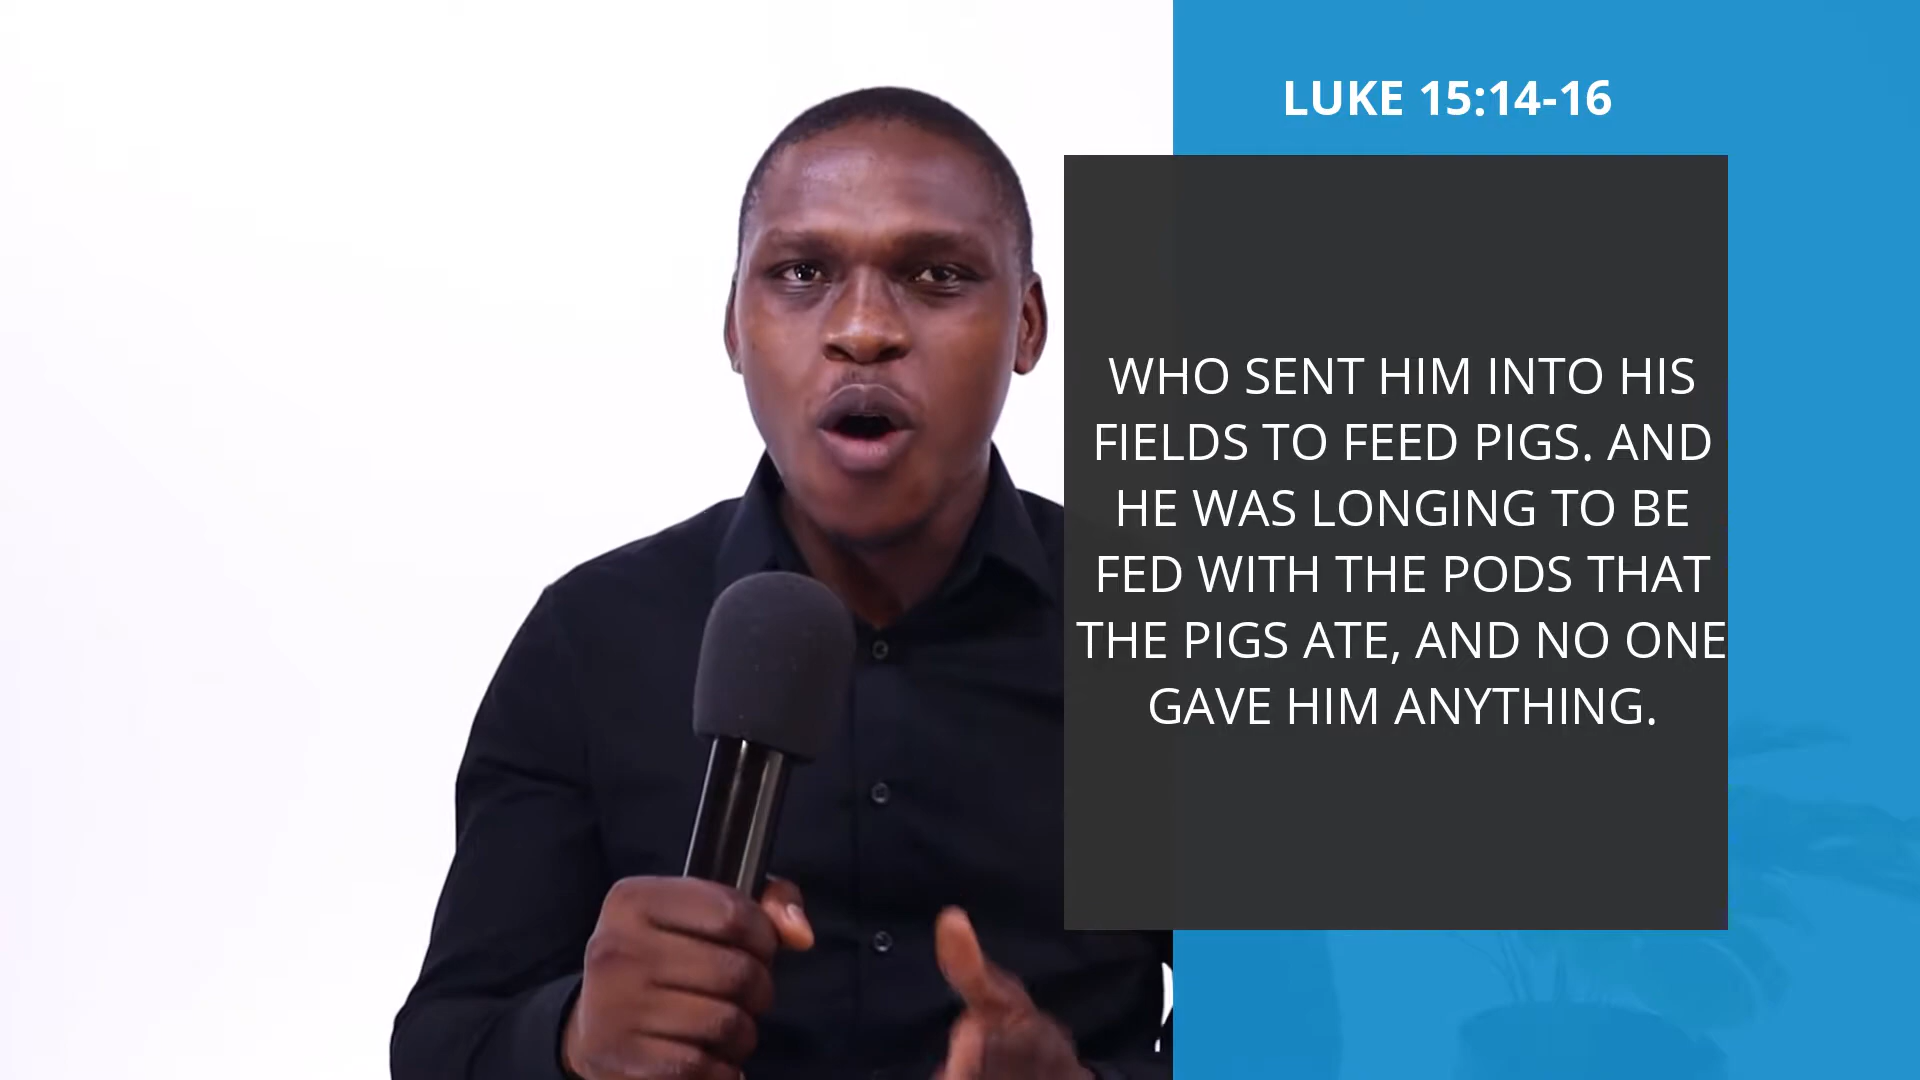 LUKE 15:14-16
WHO SENT HIM INTO HIS
FIELDS TO FEED PIGS. AND
HE WAS LONGING TO BE
FED WITH THE PODS THAT
THE PIGS ATE, AND NO ONE
GAVE HIM ANYTHING.